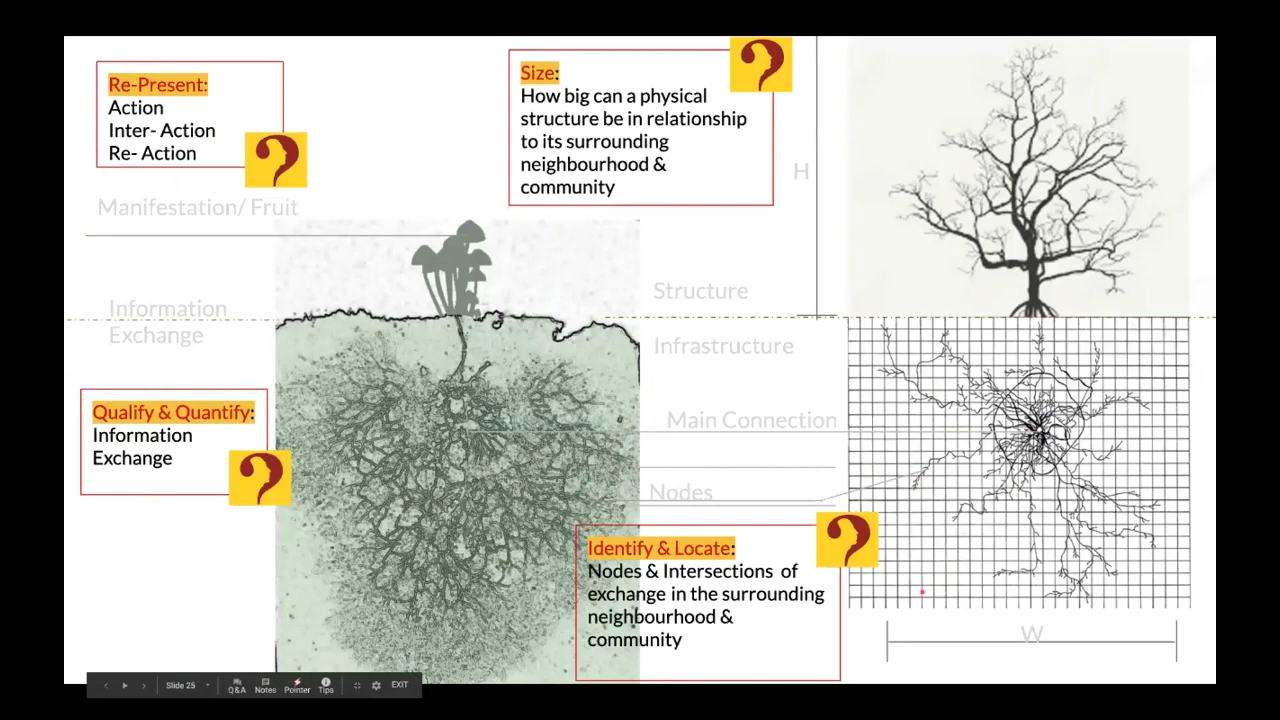 Re-Present:
Action
Inter- Action
Re- Action
Size:
How big can a physical
structure be in relationship
to its surrounding
neighbourhood &
community
H
Manifestation/ Fruit
Information
Exchange
Structure
Infrastructure
Qualify & Quantify:
Information
Exchange
Main Connection
Nodes
Identify & Locate:
Nodes & Intersections of
exchange in the surrounding
neighbourhood &
community
W
Slide 25
Q&A
Notes
Pointer
Tips
EXIT